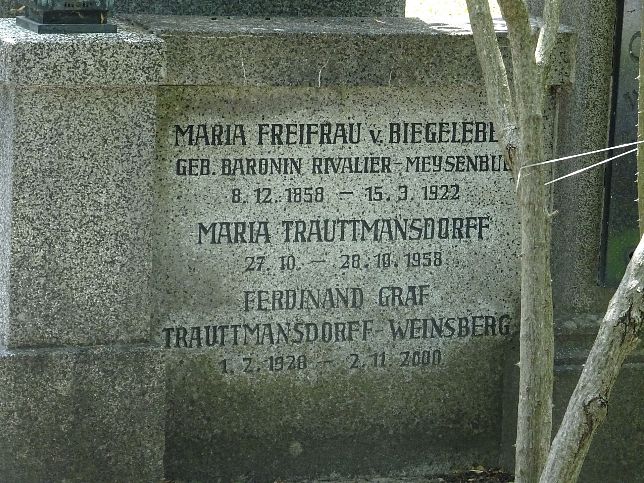 MARIA FREIFRAU v. BIEGELEBEN
GEB. BARONIN RIVALIER-MEYSENBUG
8.12.1858 – 15.3.1922
MARIA TRAUTTMANSDORFF
27.10. – 28.10.1958
FERDINAND GRAF
TRAUTTMANSDORFF-WEINSBERG
1.7.1920 – 2.11.2000